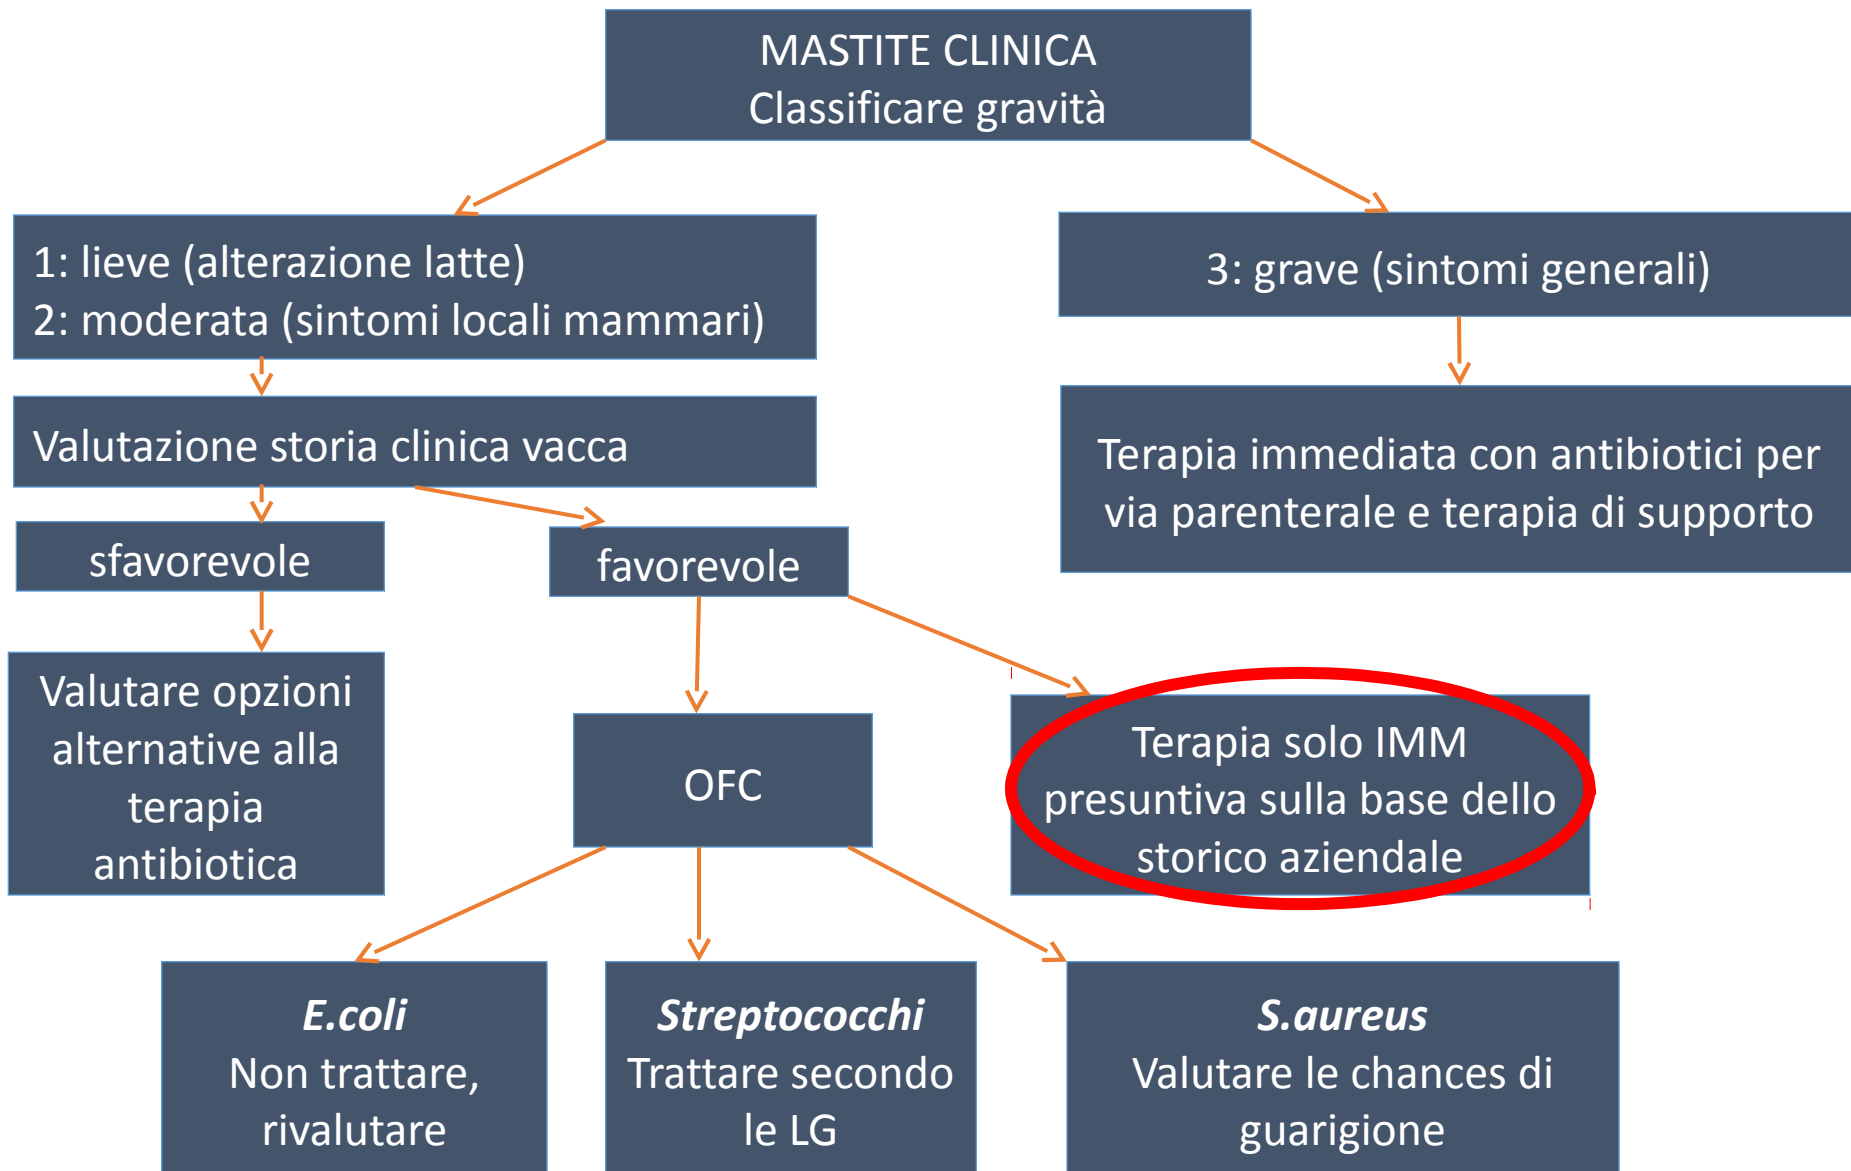 MASTITE CLINICA
Classificare gravità
1: lieve (alterazione latte)
2: moderata (sintomi locali mammari)
3: grave (sintomi generali)
Valutazione storia clinica vacca
Terapia immediata con antibiotici per
via parenterale e terapia di supporto
sfavorevole
favorevole
Valutare opzioni
alternative alla
terapia
antibiotica
OFC
Terapia solo IMM
presuntiva sulla base dello
storico aziendale
E.coli
Non trattare,
rivalutare
Streptococchi
Trattare secondo
le LG
S.aureus
Valutare le chances di
guarigione